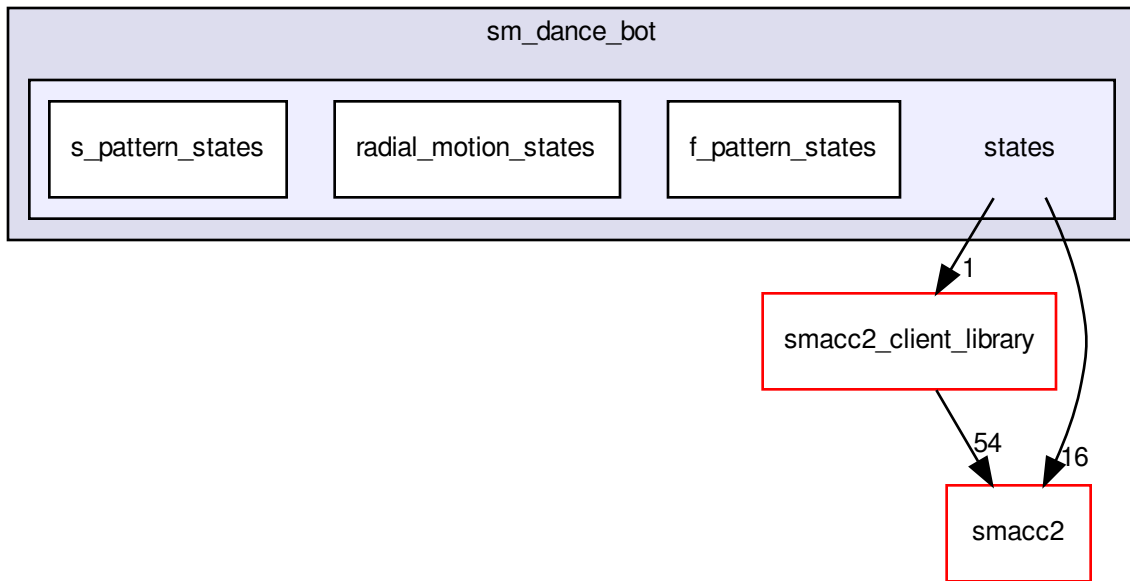 sm_dance_bot
s_pattern_states
radial_motion_states
f_pattern_states
states
1
smacc2_client_library
54
16
smacc2